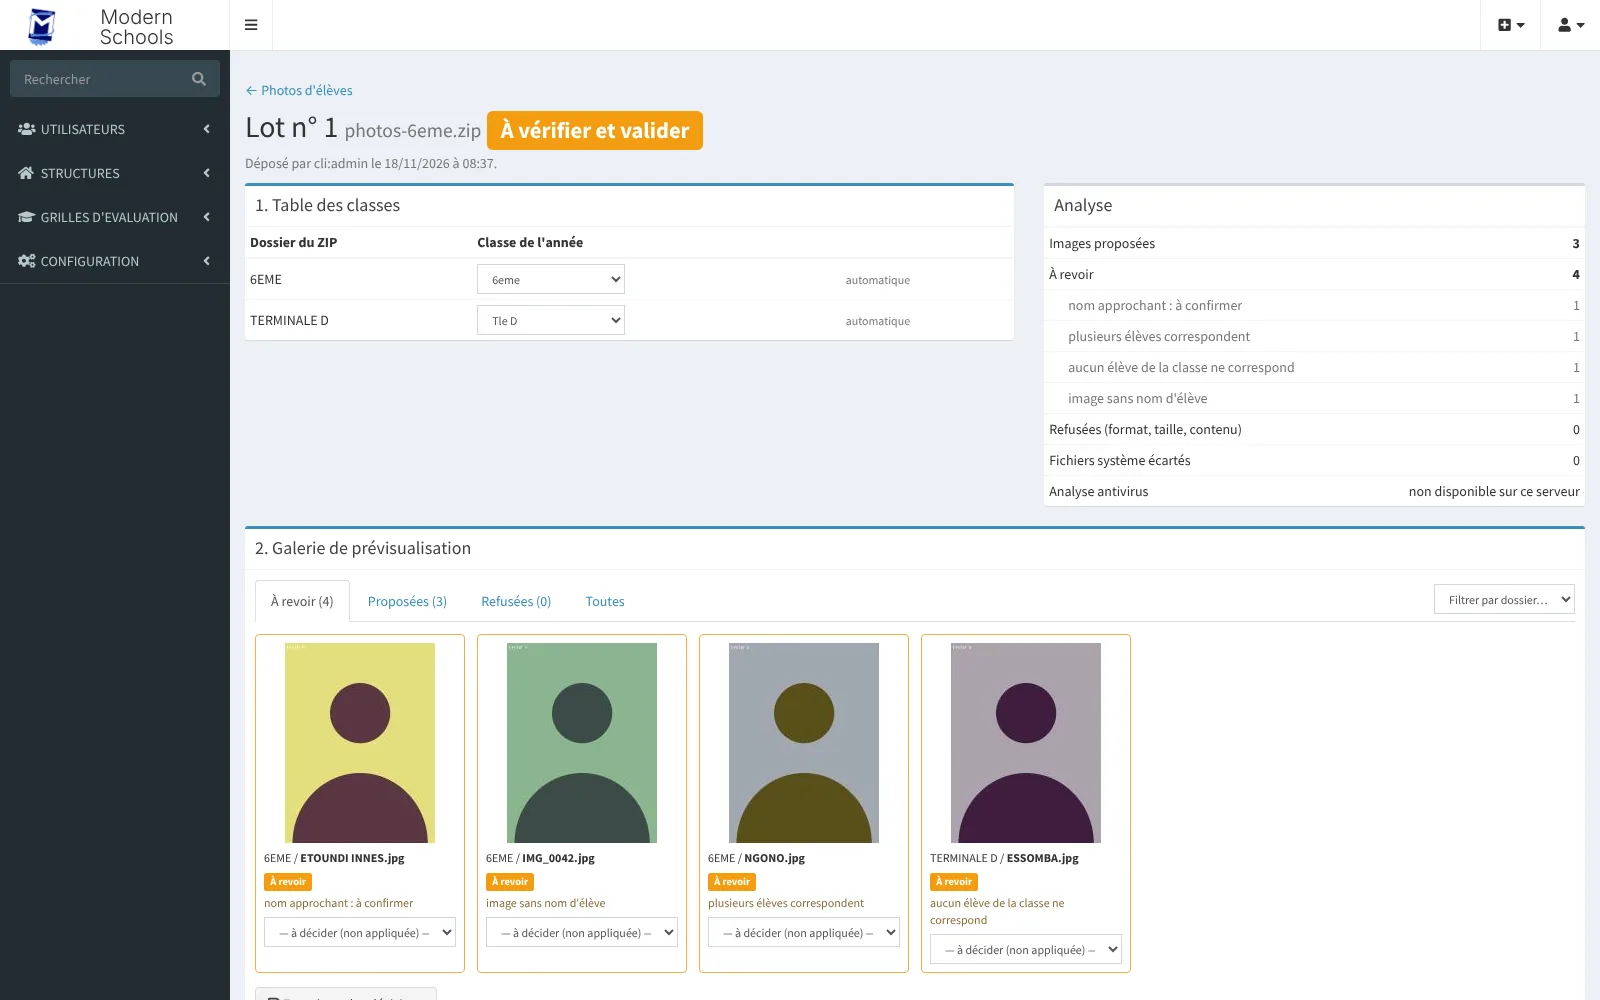 Modern
Schools
Rechercher
UTILISATEURS
STRUCTURES
GRILLES D'EVALUATION
CONFIGURATION
← Photos d'élèves
Lot n° 1 photos-6eme.zip À vérifier et valider
Déposé par cli:admin le 18/11/2026 à 08:37.
1. Table des classes
Dossier du ZIP Classe de l'année
6EME 6eme automatique
TERMINALE D Tle D automatique
Analyse
Images proposées 3
À revoir 4
nom approchant : à confirmer 1
plusieurs élèves correspondent 1
aucun élève de la classe ne correspond 1
image sans nom d'élève 1
Refusées (format, taille, contenu) 0
Fichiers système écartés 0
Analyse antivirus non disponible sur ce serveur
2. Galerie de prévisualisation
À revoir (4) Proposées (3) Refusées (0) Toutes Filtrer par dossier...
6EME / ETOUNDI INNES.jpg
À revoir
nom approchant : à confirmer
— à décider (non appliquée) —
6EME / IMG_0042.jpg
À revoir
image sans nom d'élève
— à décider (non appliquée) —
6EME / NGONO.jpg
À revoir
plusieurs élèves correspondent
— à décider (non appliquée) —
TERMINALE D / ESSOMBA.jpg
À revoir
aucun élève de la classe ne
correspond
— à décider (non appliquée) —